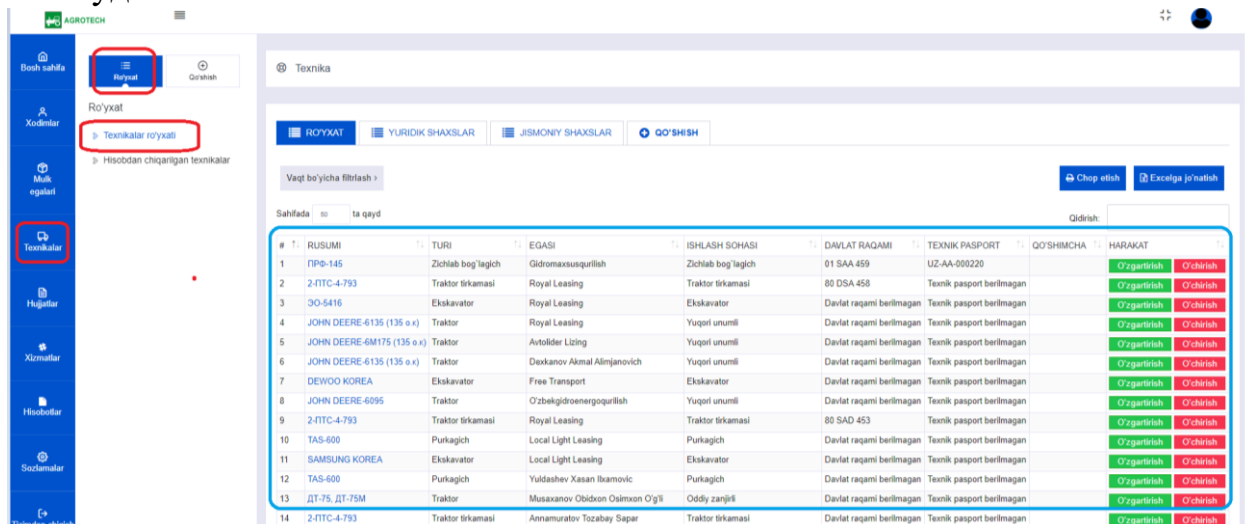 AGROTECH
Bosh sahifa
Xodimlar
Mulk
egalari
Texnikalar
Hujjatlar
Xizmatlar
Hisobotlar
Sozlamalar
Ro'yxat
Qo'shish
Ro'yxat
Texnikalar ro'yxati
Hisobdan chiqarilgan texnikalar
Texnika
RO'YXAT YURIDIK SHAXSLAR JISMONIY SHAXSLAR QO'SHISH
Vaqt bo'yicha filtrlash › Chop etish Excelga jo'natish
Sahifada 50 ta qayd Qidirish:
# RUSUMI TURI EGASI ISHLASH SOHASI DAVLAT RAQAMI TEXNIK PASPORT QO'SHIMCHA HARAKAT
1 ПРФ-145 Zichlab bog`lagich Gidromaxsusqurilish Zichlab bog`lagich 01 SAA 459 UZ-AA-000220 O'zgartirish O'chirish
2 2-ПТС-4-793 Traktor tirkamasi Royal Leasing Traktor tirkamasi 80 DSA 458 Texnik pasport berilmagan O'zgartirish O'chirish
3 ЭО-5416 Ekskavator Royal Leasing Ekskavator Davlat raqami berilmagan Texnik pasport berilmagan O'zgartirish O'chirish
4 JOHN DEERE-6135 (135 о.к) Traktor Royal Leasing Yuqori unumli Davlat raqami berilmagan Texnik pasport berilmagan O'zgartirish O'chirish
5 JOHN DEERE-6M175 (135 о.к) Traktor Avtolider Lizing Yuqori unumli Davlat raqami berilmagan Texnik pasport berilmagan O'zgartirish O'chirish
6 JOHN DEERE-6135 (135 о.к) Traktor Dexkanov Akmal Alimjanovich Yuqori unumli Davlat raqami berilmagan Texnik pasport berilmagan O'zgartirish O'chirish
7 DEWOO KOREA Ekskavator Free Transport Ekskavator Davlat raqami berilmagan Texnik pasport berilmagan O'zgartirish O'chirish
8 JOHN DEERE-6095 Traktor O'zbekgidroenergoqurilish Yuqori unumli Davlat raqami berilmagan Texnik pasport berilmagan O'zgartirish O'chirish
9 2-ПТС-4-793 Traktor tirkamasi Royal Leasing Traktor tirkamasi 80 SAD 453 Texnik pasport berilmagan O'zgartirish O'chirish
10 TAS-600 Purkagich Local Light Leasing Purkagich Davlat raqami berilmagan Texnik pasport berilmagan O'zgartirish O'chirish
11 SAMSUNG KOREA Ekskavator Local Light Leasing Ekskavator Davlat raqami berilmagan Texnik pasport berilmagan O'zgartirish O'chirish
12 TAS-600 Purkagich Yuldashev Xasan Ilxamovic Purkagich Davlat raqami berilmagan Texnik pasport berilmagan O'zgartirish O'chirish
13 ДТ-75, ДТ-75М Traktor Musaxanov Obidxon Osimxon O'g'li Oddiy zanjirli Davlat raqami berilmagan Texnik pasport berilmagan O'zgartirish O'chirish
14 2-ПТС-4-793 Traktor tirkamasi Annamuratov Tozabay Sapar Traktor tirkamasi Davlat raqami berilmagan Texnik pasport berilmagan O'zgartirish O'chirish